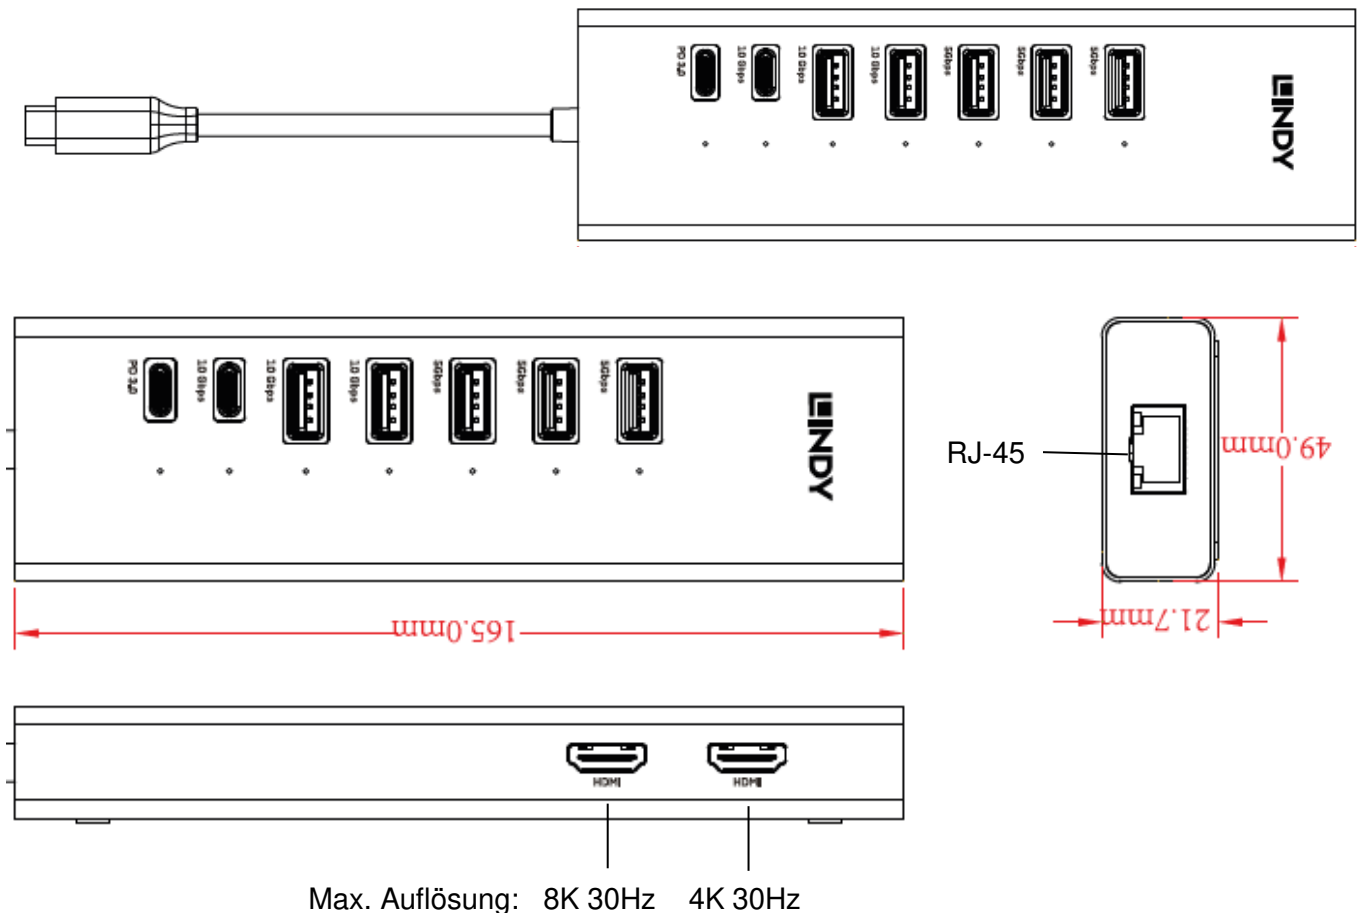 PD 3.0
10 Gbps
10 Gbps
10 Gbps
5Gbps
5Gbps
5Gbps
LINDY
PD 3.0
10 Gbps
10 Gbps
10 Gbps
5Gbps
5Gbps
5Gbps
LINDY
165.0mm
RJ-45
49.0mm
21.7mm
HDMI
HDMI
Max. Auflösung: 8K 30Hz 4K 30Hz